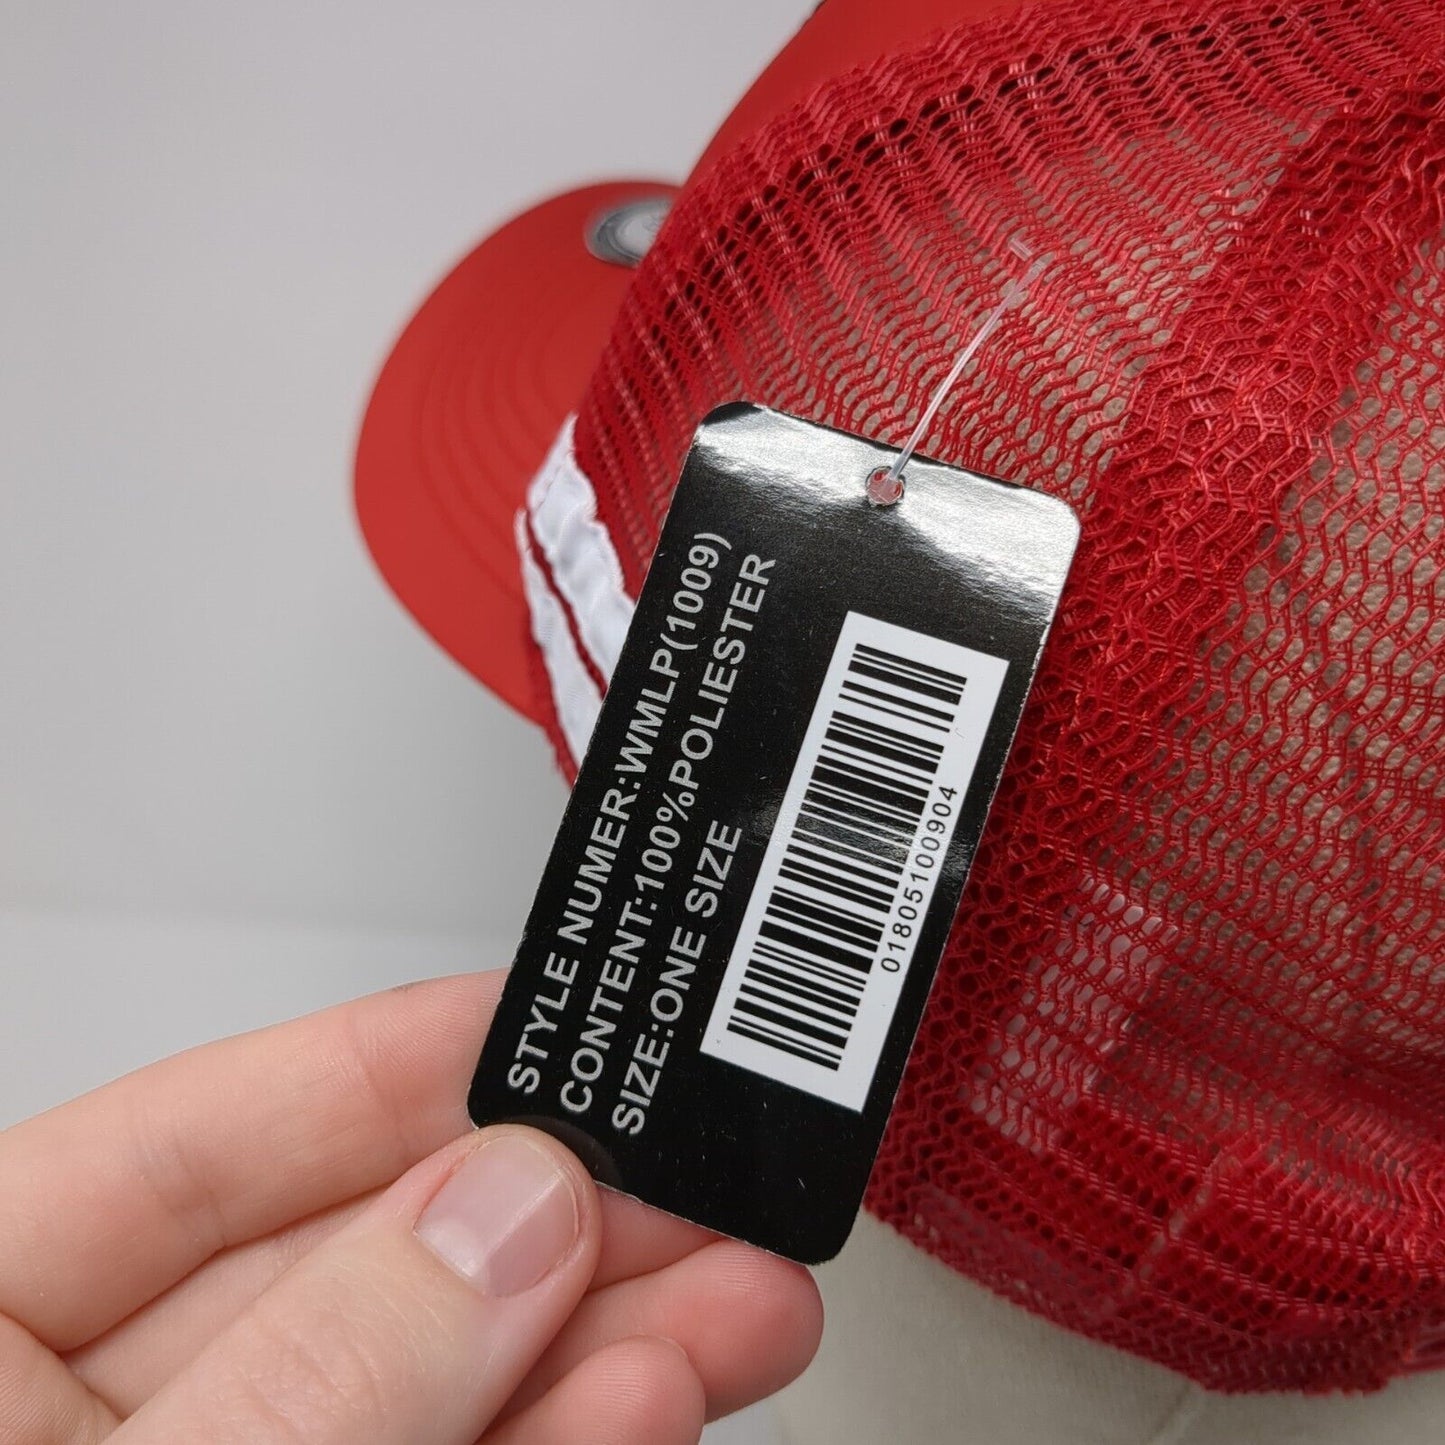 STYLE NUMER:WMLP(1009)
CONTENT:100%POLIESTER
SIZE:ONE SIZE
01805100904